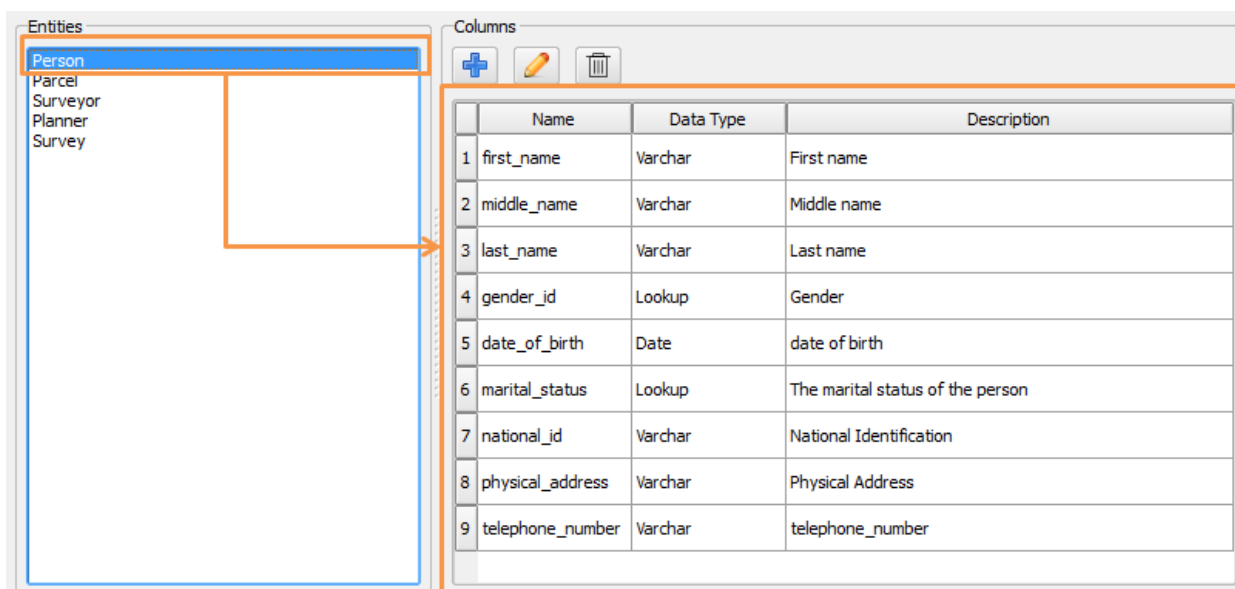 Entities
Person
Parcel
Surveyor
Planner
Survey
Columns
Name Data Type Description
1 first_name Varchar First name
2 middle_name Varchar Middle name
3 last_name Varchar Last name
4 gender_id Lookup Gender
5 date_of_birth Date date of birth
6 marital_status Lookup The marital status of the person
7 national_id Varchar National Identification
8 physical_address Varchar Physical Address
9 telephone_number Varchar telephone_number